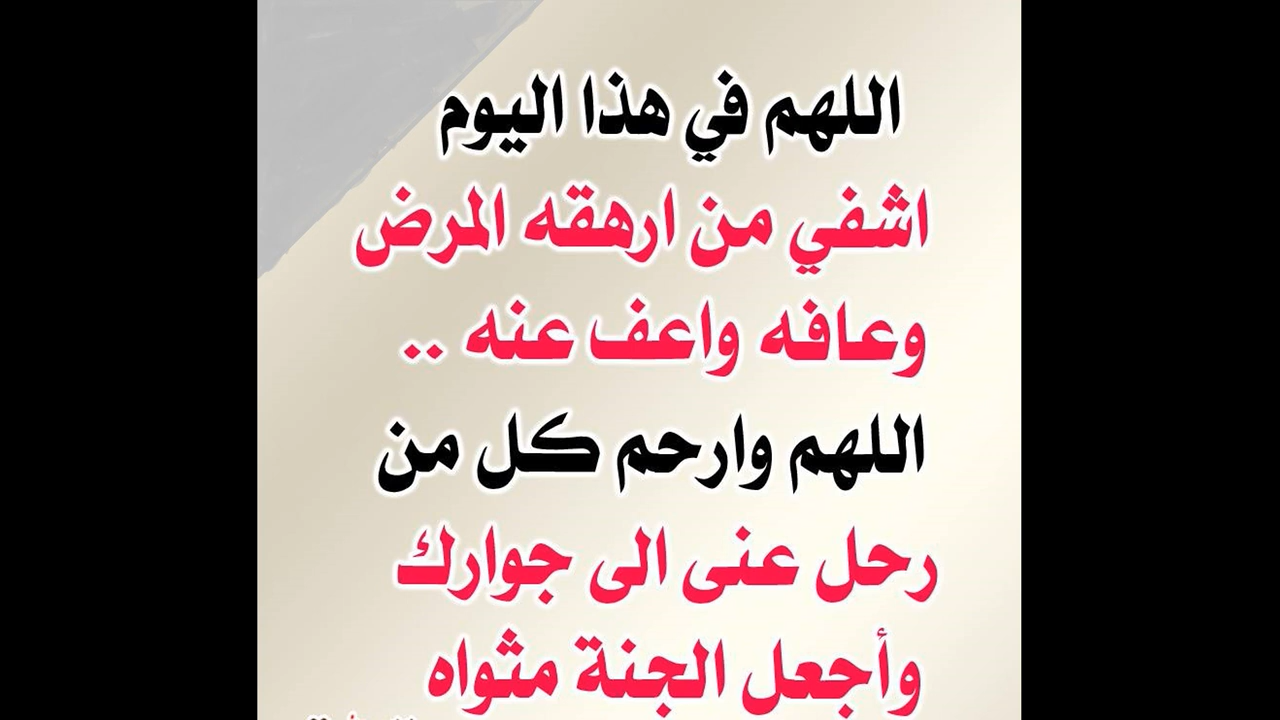 اللهم في هذا اليوم
اشفي من ارهقه المرض
وعافه واعف عنه ..
اللهم وارحم كل من
رحل عنى الى جوارك
وأجعل الجنة مثواه